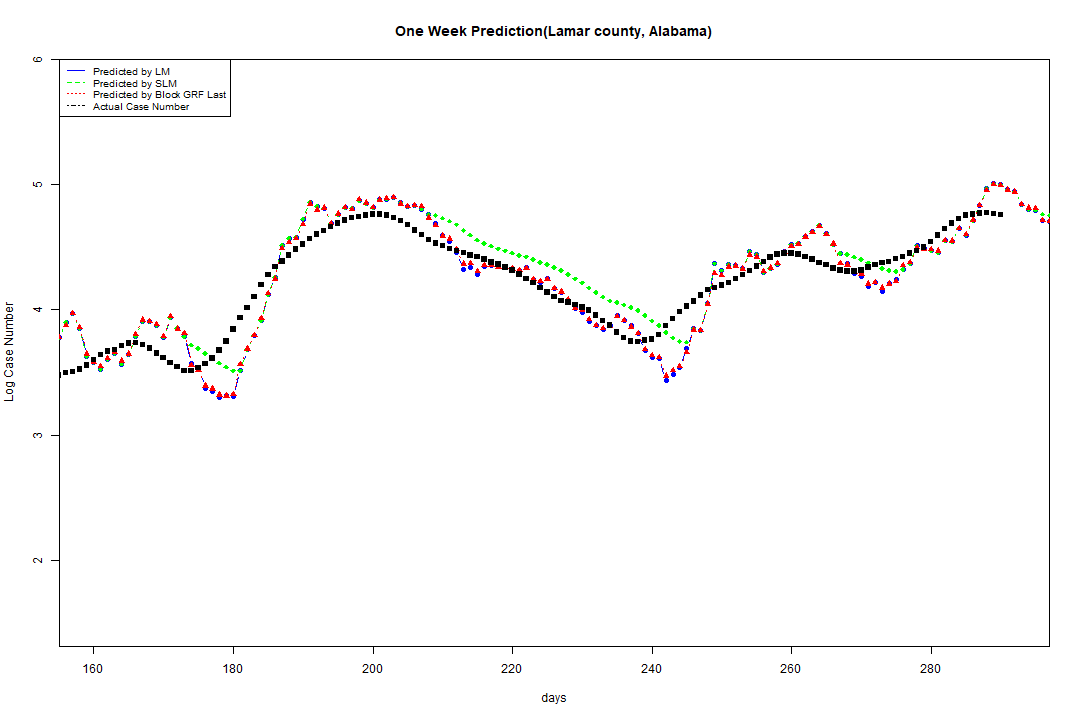 One Week Prediction(Lamar county, Alabama)
6
Predicted by LM
Predicted by SLM
Predicted by Block GRF Last
Actual Case Number
5
4
3
2
Log Case Number
160 180 200 220 240 260 280
days